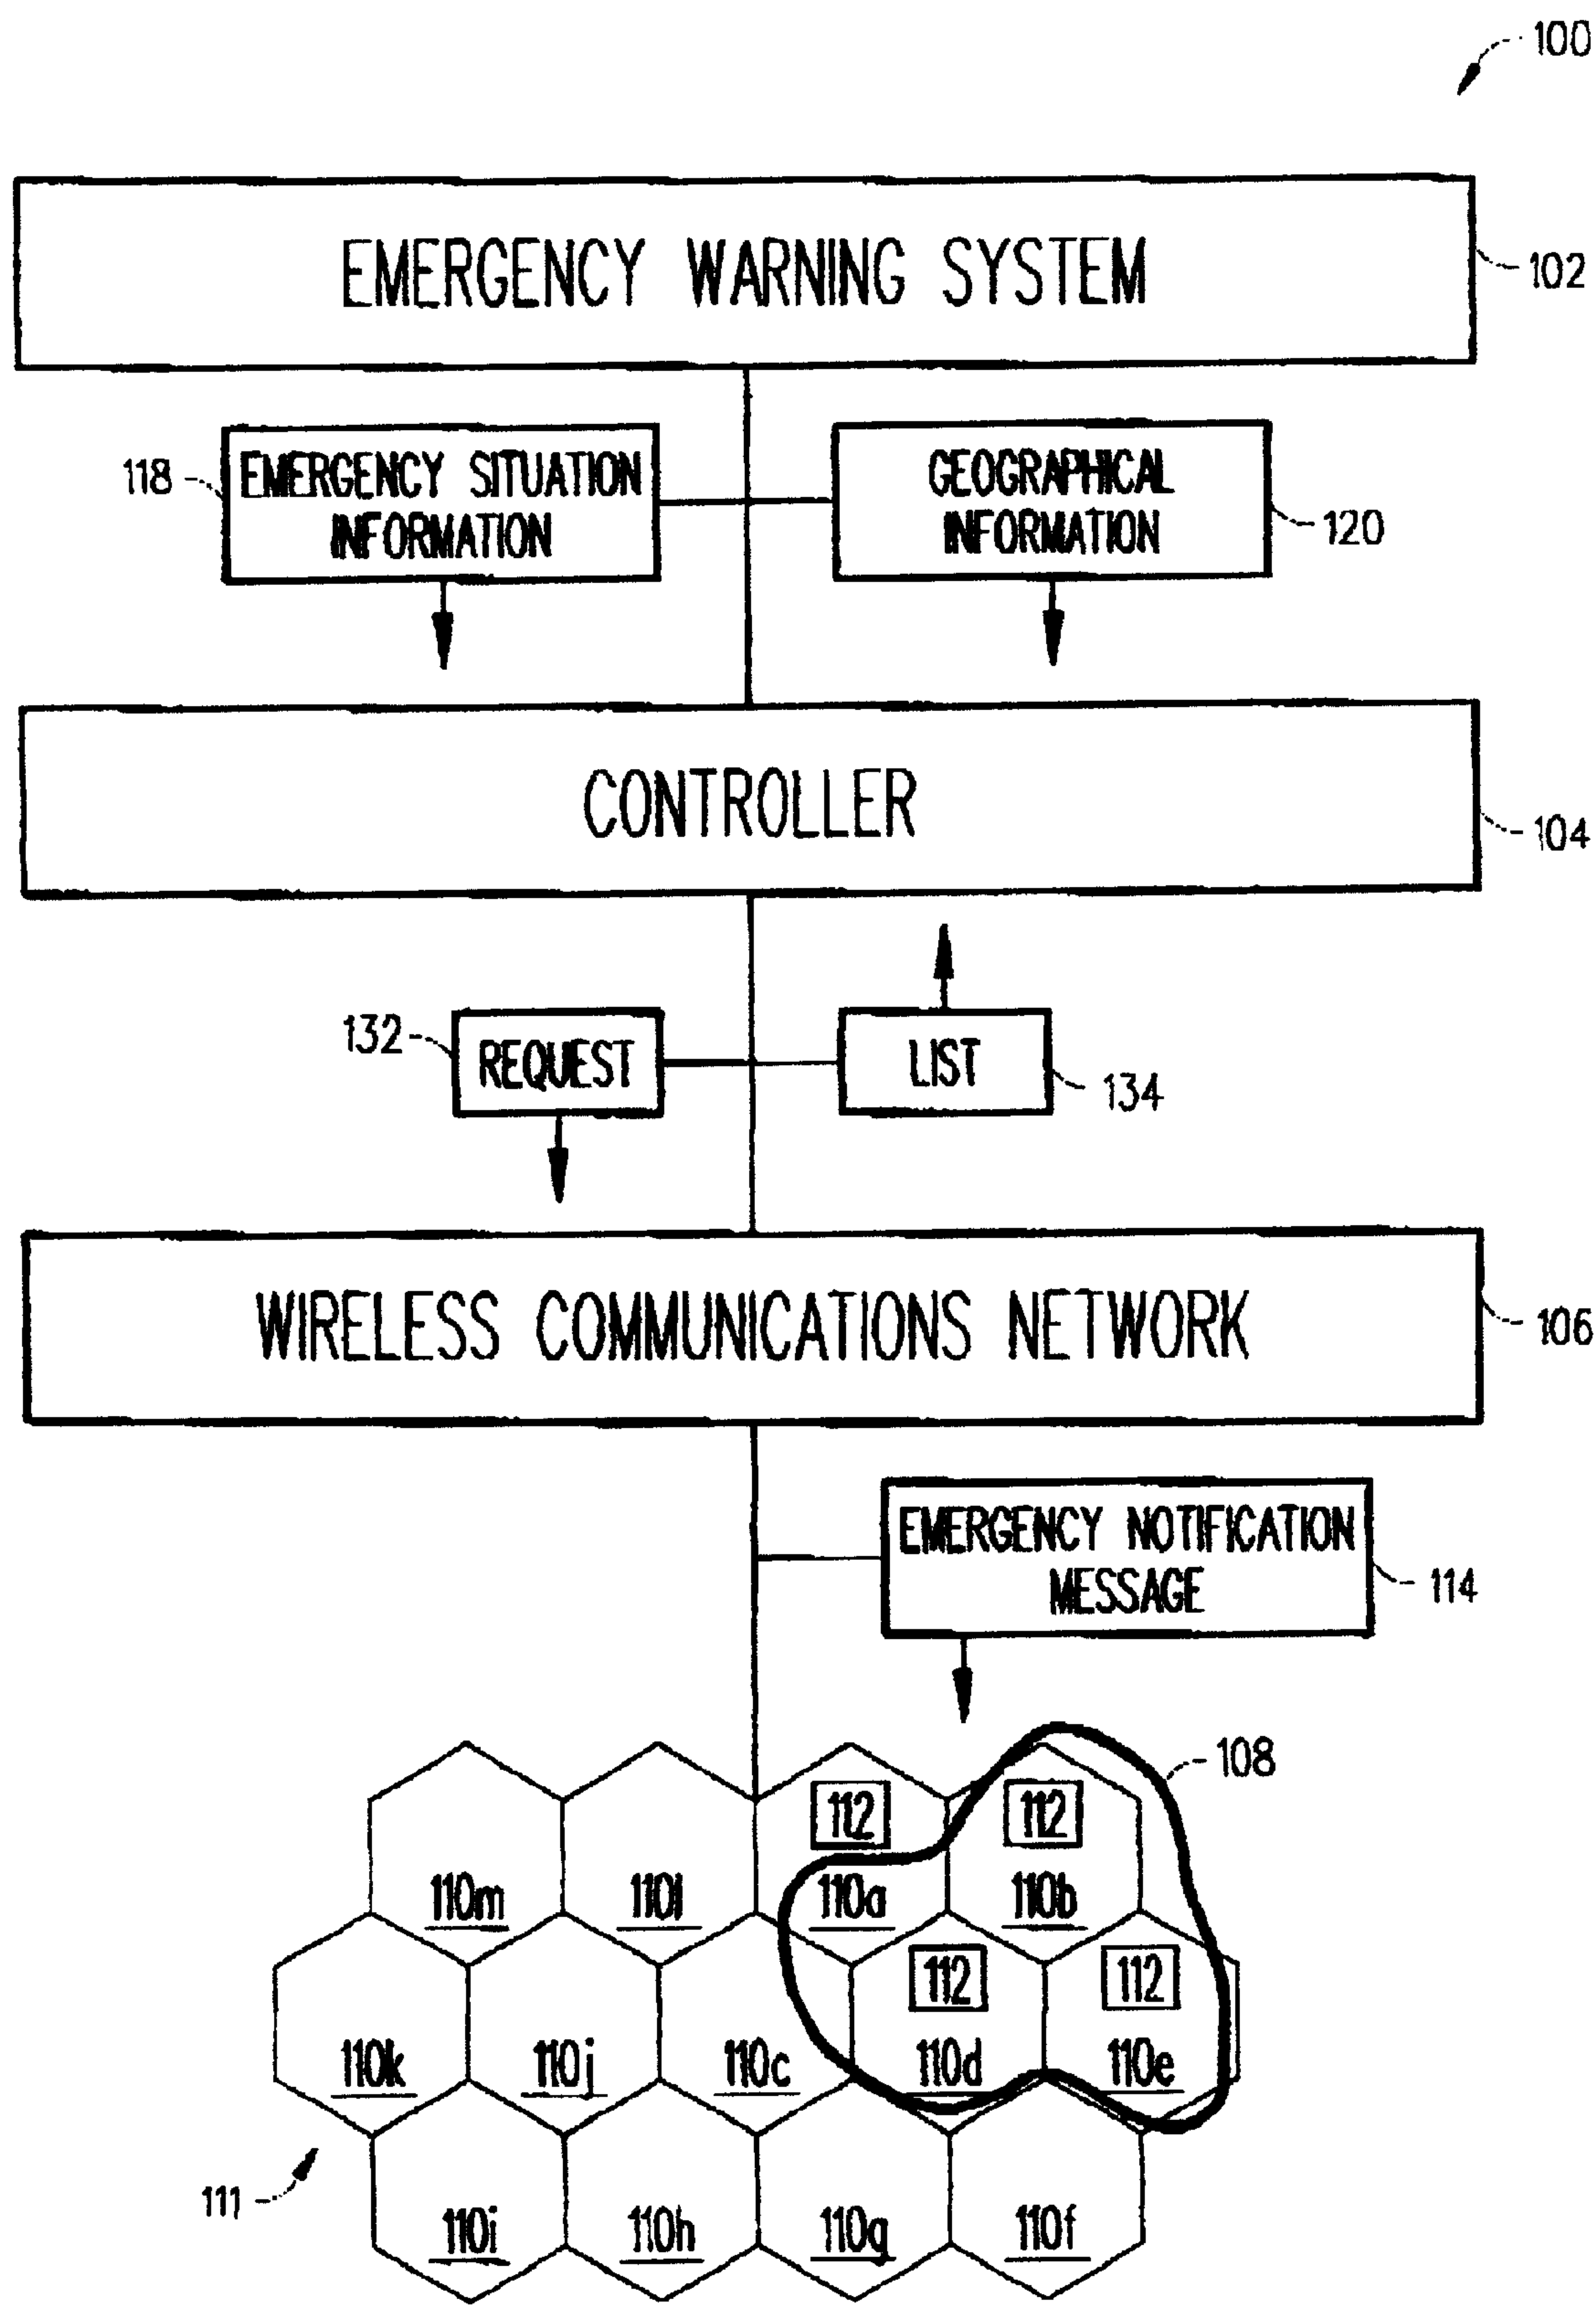 100
EMERGENCY WARNING SYSTEM
102
118
EMERGENCY SITUATION
INFORMATION
GEOGRAPHICAL
INFORMATION
120
CONTROLLER
104
132
REQUEST
LIST
134
WIRELESS COMMUNICATIONS NETWORK
106
EMERGENCY NOTIFICATION
MESSAGE
114
108
112
112
110m
110l
110a
110b
112
112
110k
110j
110c
110d
110e
111
110i
110h
110g
110f